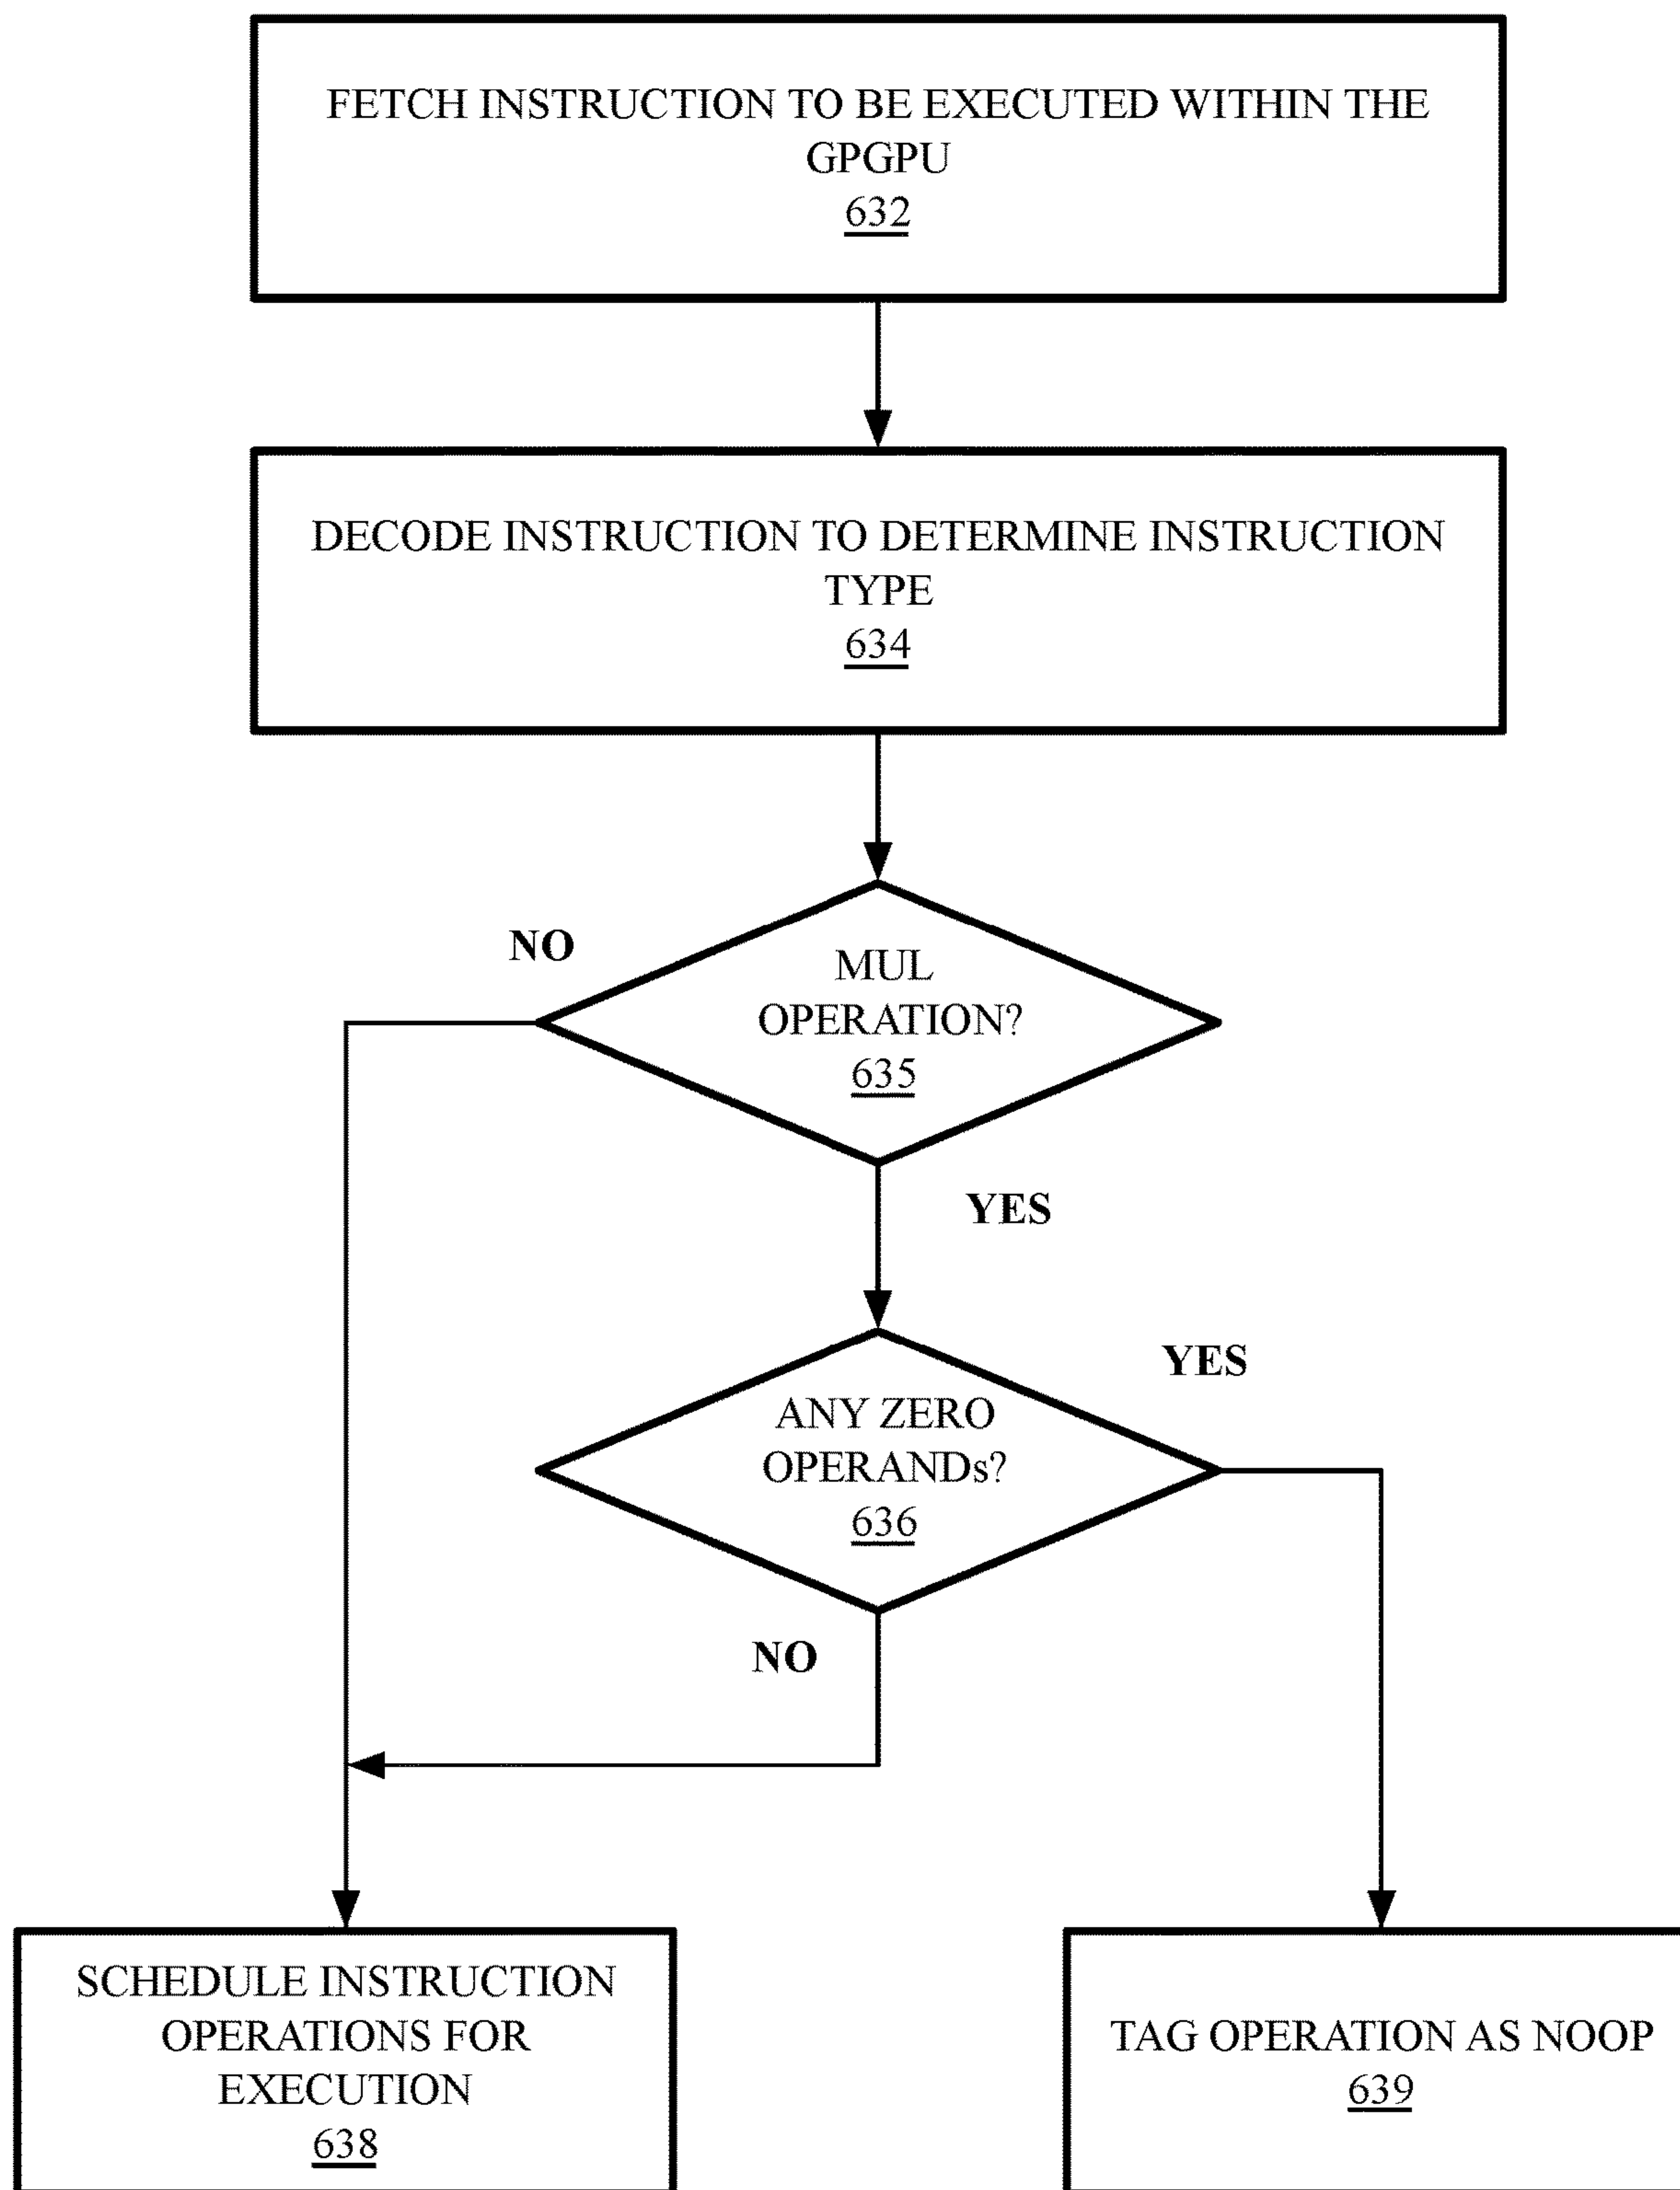 FETCH INSTRUCTION TO BE EXECUTED WITHIN THE
GPGPU
632
DECODE INSTRUCTION TO DETERMINE INSTRUCTION
TYPE
634
NO
MUL
OPERATION?
635
YES
YES
ANY ZERO
OPERANDs?
636
NO
SCHEDULE INSTRUCTION
OPERATIONS FOR
EXECUTION
638
TAG OPERATION AS NOOP
639